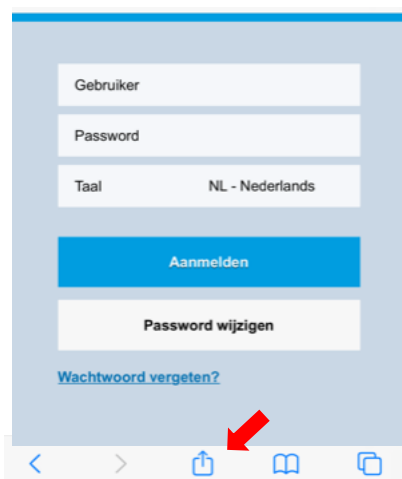 Gebruiker
Password
Taal NL - Nederlands
Aanmelden
Password wijzigen
Wachtwoord vergeten?